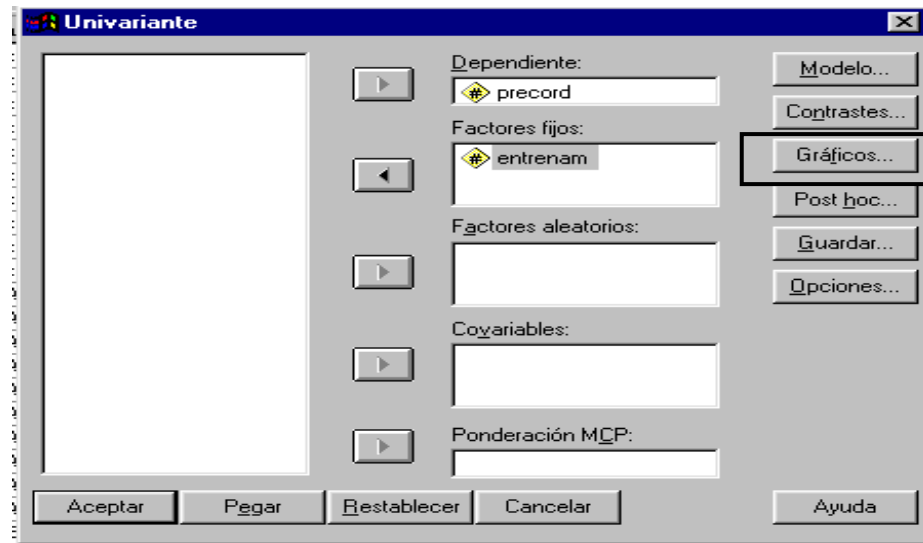 Univariante
Dependiente:
precord
Factores fijos:
entrenam
Factores aleatorios:
Covariables:
Ponderación MCP:
Modelo...
Contrastes...
Gráficos...
Post hoc...
Guardar...
Opciones...
Aceptar
Pegar
Restablecer
Cancelar
Ayuda